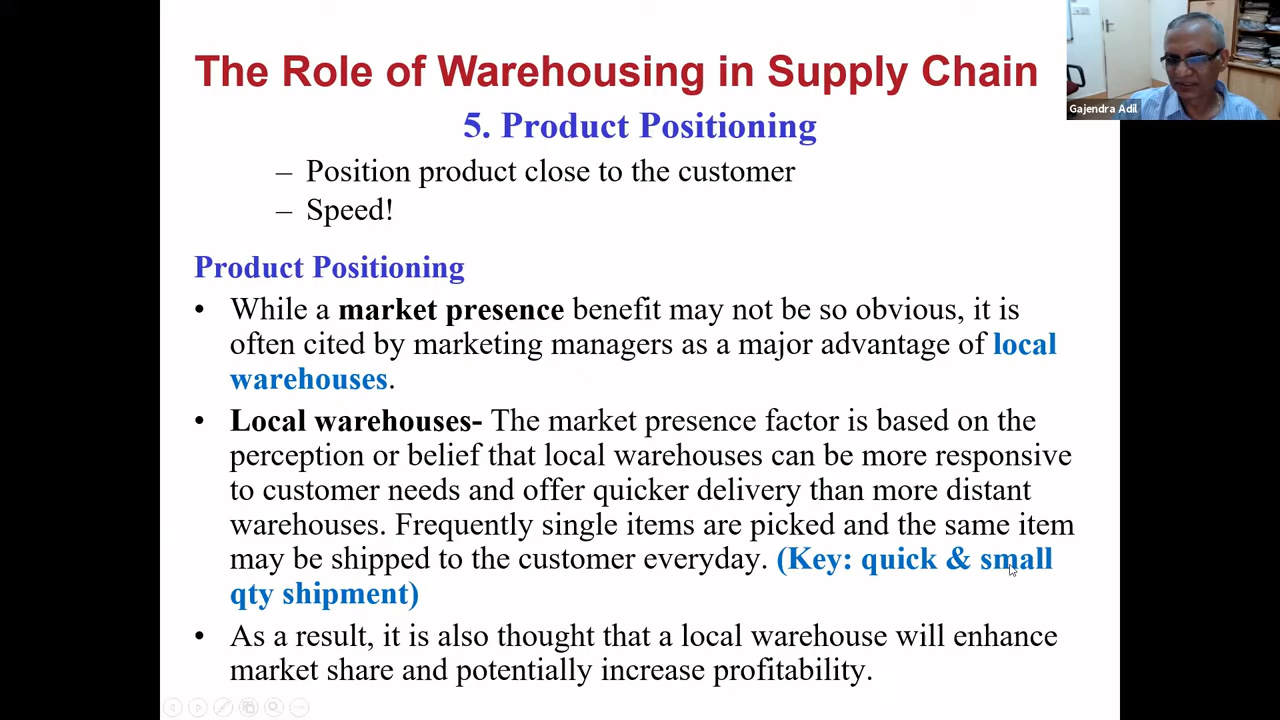 The Role of Warehousing in Supply Chain
Gajendra Adil
5. Product Positioning
– Position product close to the customer
– Speed!
Product Positioning
• While a market presence benefit may not be so obvious, it is
often cited by marketing managers as a major advantage of local
warehouses.
• Local warehouses- The market presence factor is based on the
perception or belief that local warehouses can be more responsive
to customer needs and offer quicker delivery than more distant
warehouses. Frequently single items are picked and the same item
may be shipped to the customer everyday. (Key: quick & small
qty shipment)
• As a result, it is also thought that a local warehouse will enhance
market share and potentially increase profitability.